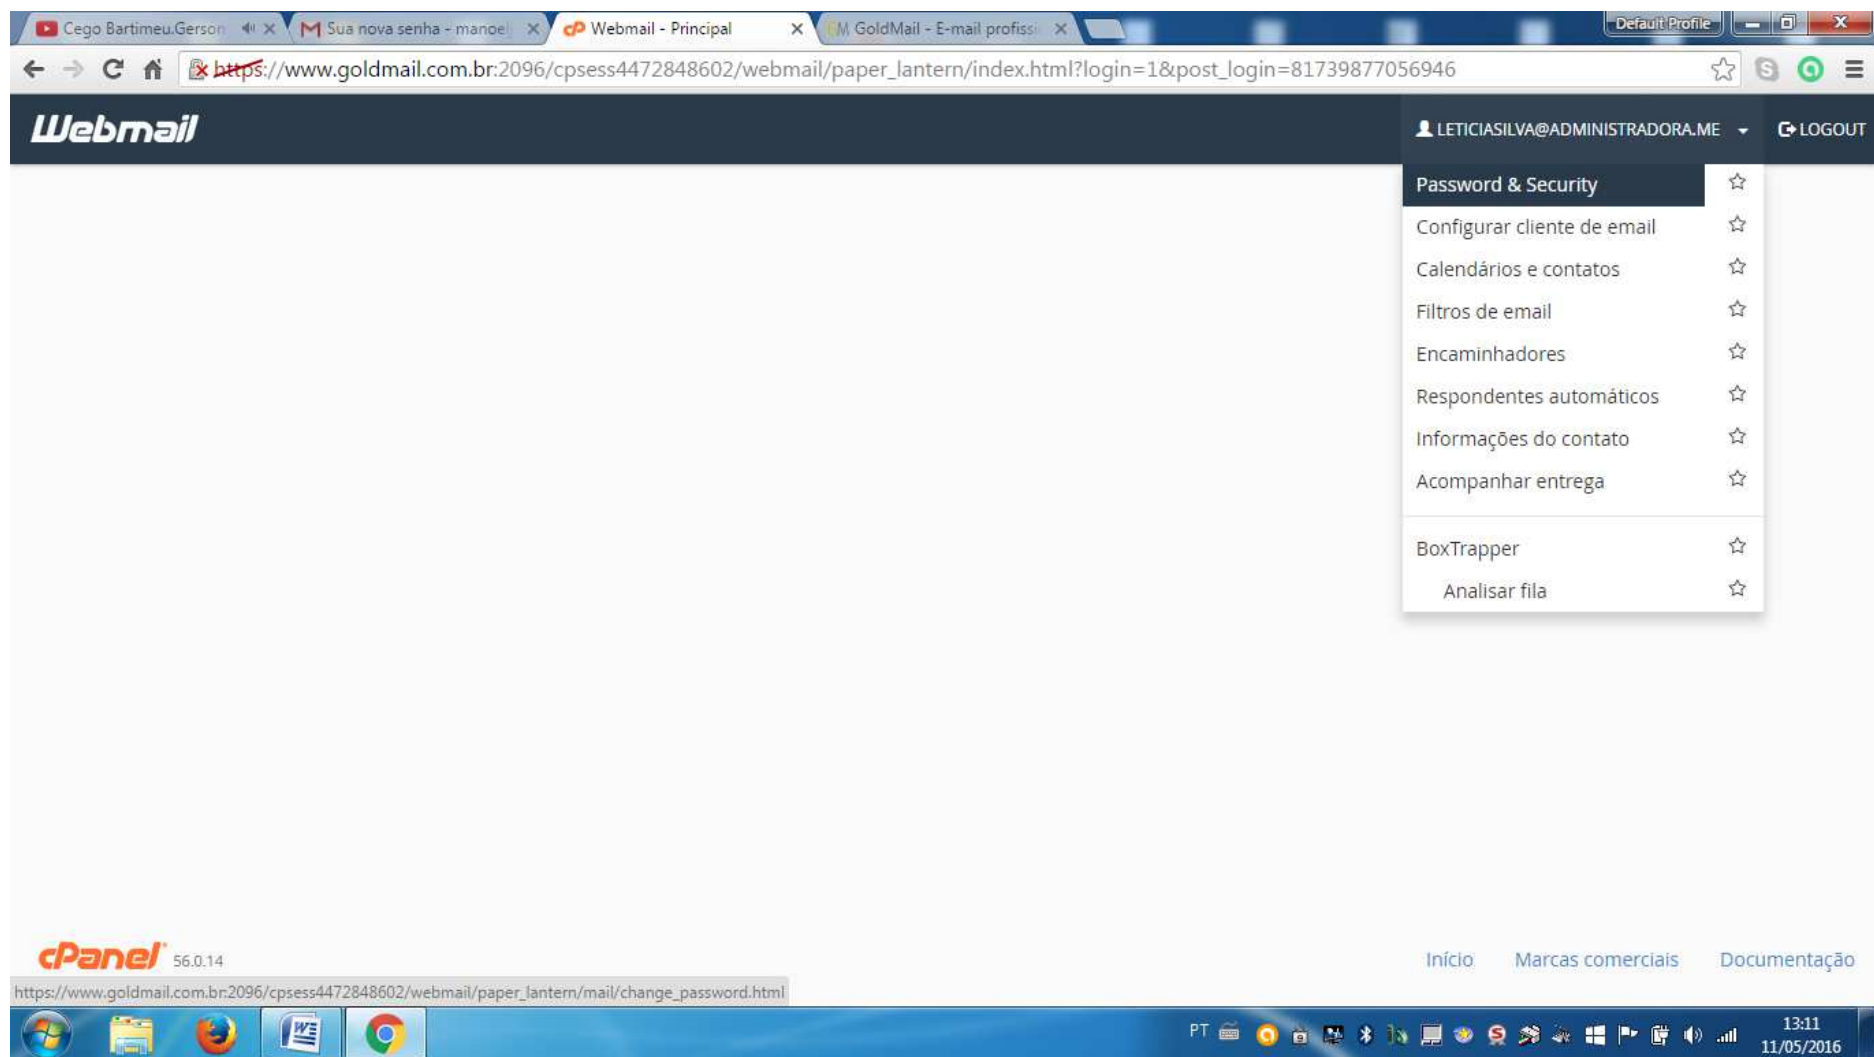 Cego Bartimeu.Gerson
Sua nova senha - manoel
Webmail - Principal
GoldMail - E-mail profiss
Default Profile
https://www.goldmail.com.br:2096/cpsess4472848602/webmail/paper_lantern/index.html?login=1&post_login=81739877056946
Webmail
LETICIASILVA@ADMINISTRADORA.ME
LOGOUT
Password & Security
Configurar cliente de email
Calendários e contatos
Filtros de email
Encaminhadores
Respondentes automáticos
Informações do contato
Acompanhar entrega
BoxTrapper
Analisar fila
cPanel 56.0.14
Início Marcas comerciais Documentação
https://www.goldmail.com.br:2096/cpsess4472848602/webmail/paper_lantern/mail/change_password.html
PT
13:11
11/05/2016